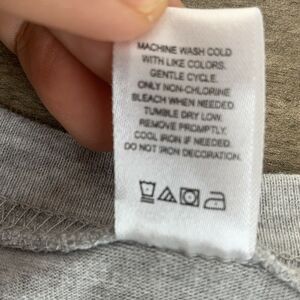 MACHINE WASH COLD
WITH LIKE COLORS.
GENTLE CYCLE.
ONLY NON-CHLORINE
BLEACH WHEN NEEDED.
TUMBLE DRY LOW.
REMOVE PROMPTLY.
COOL IRON IF NEEDED.
DO NOT IRON DECORATION.